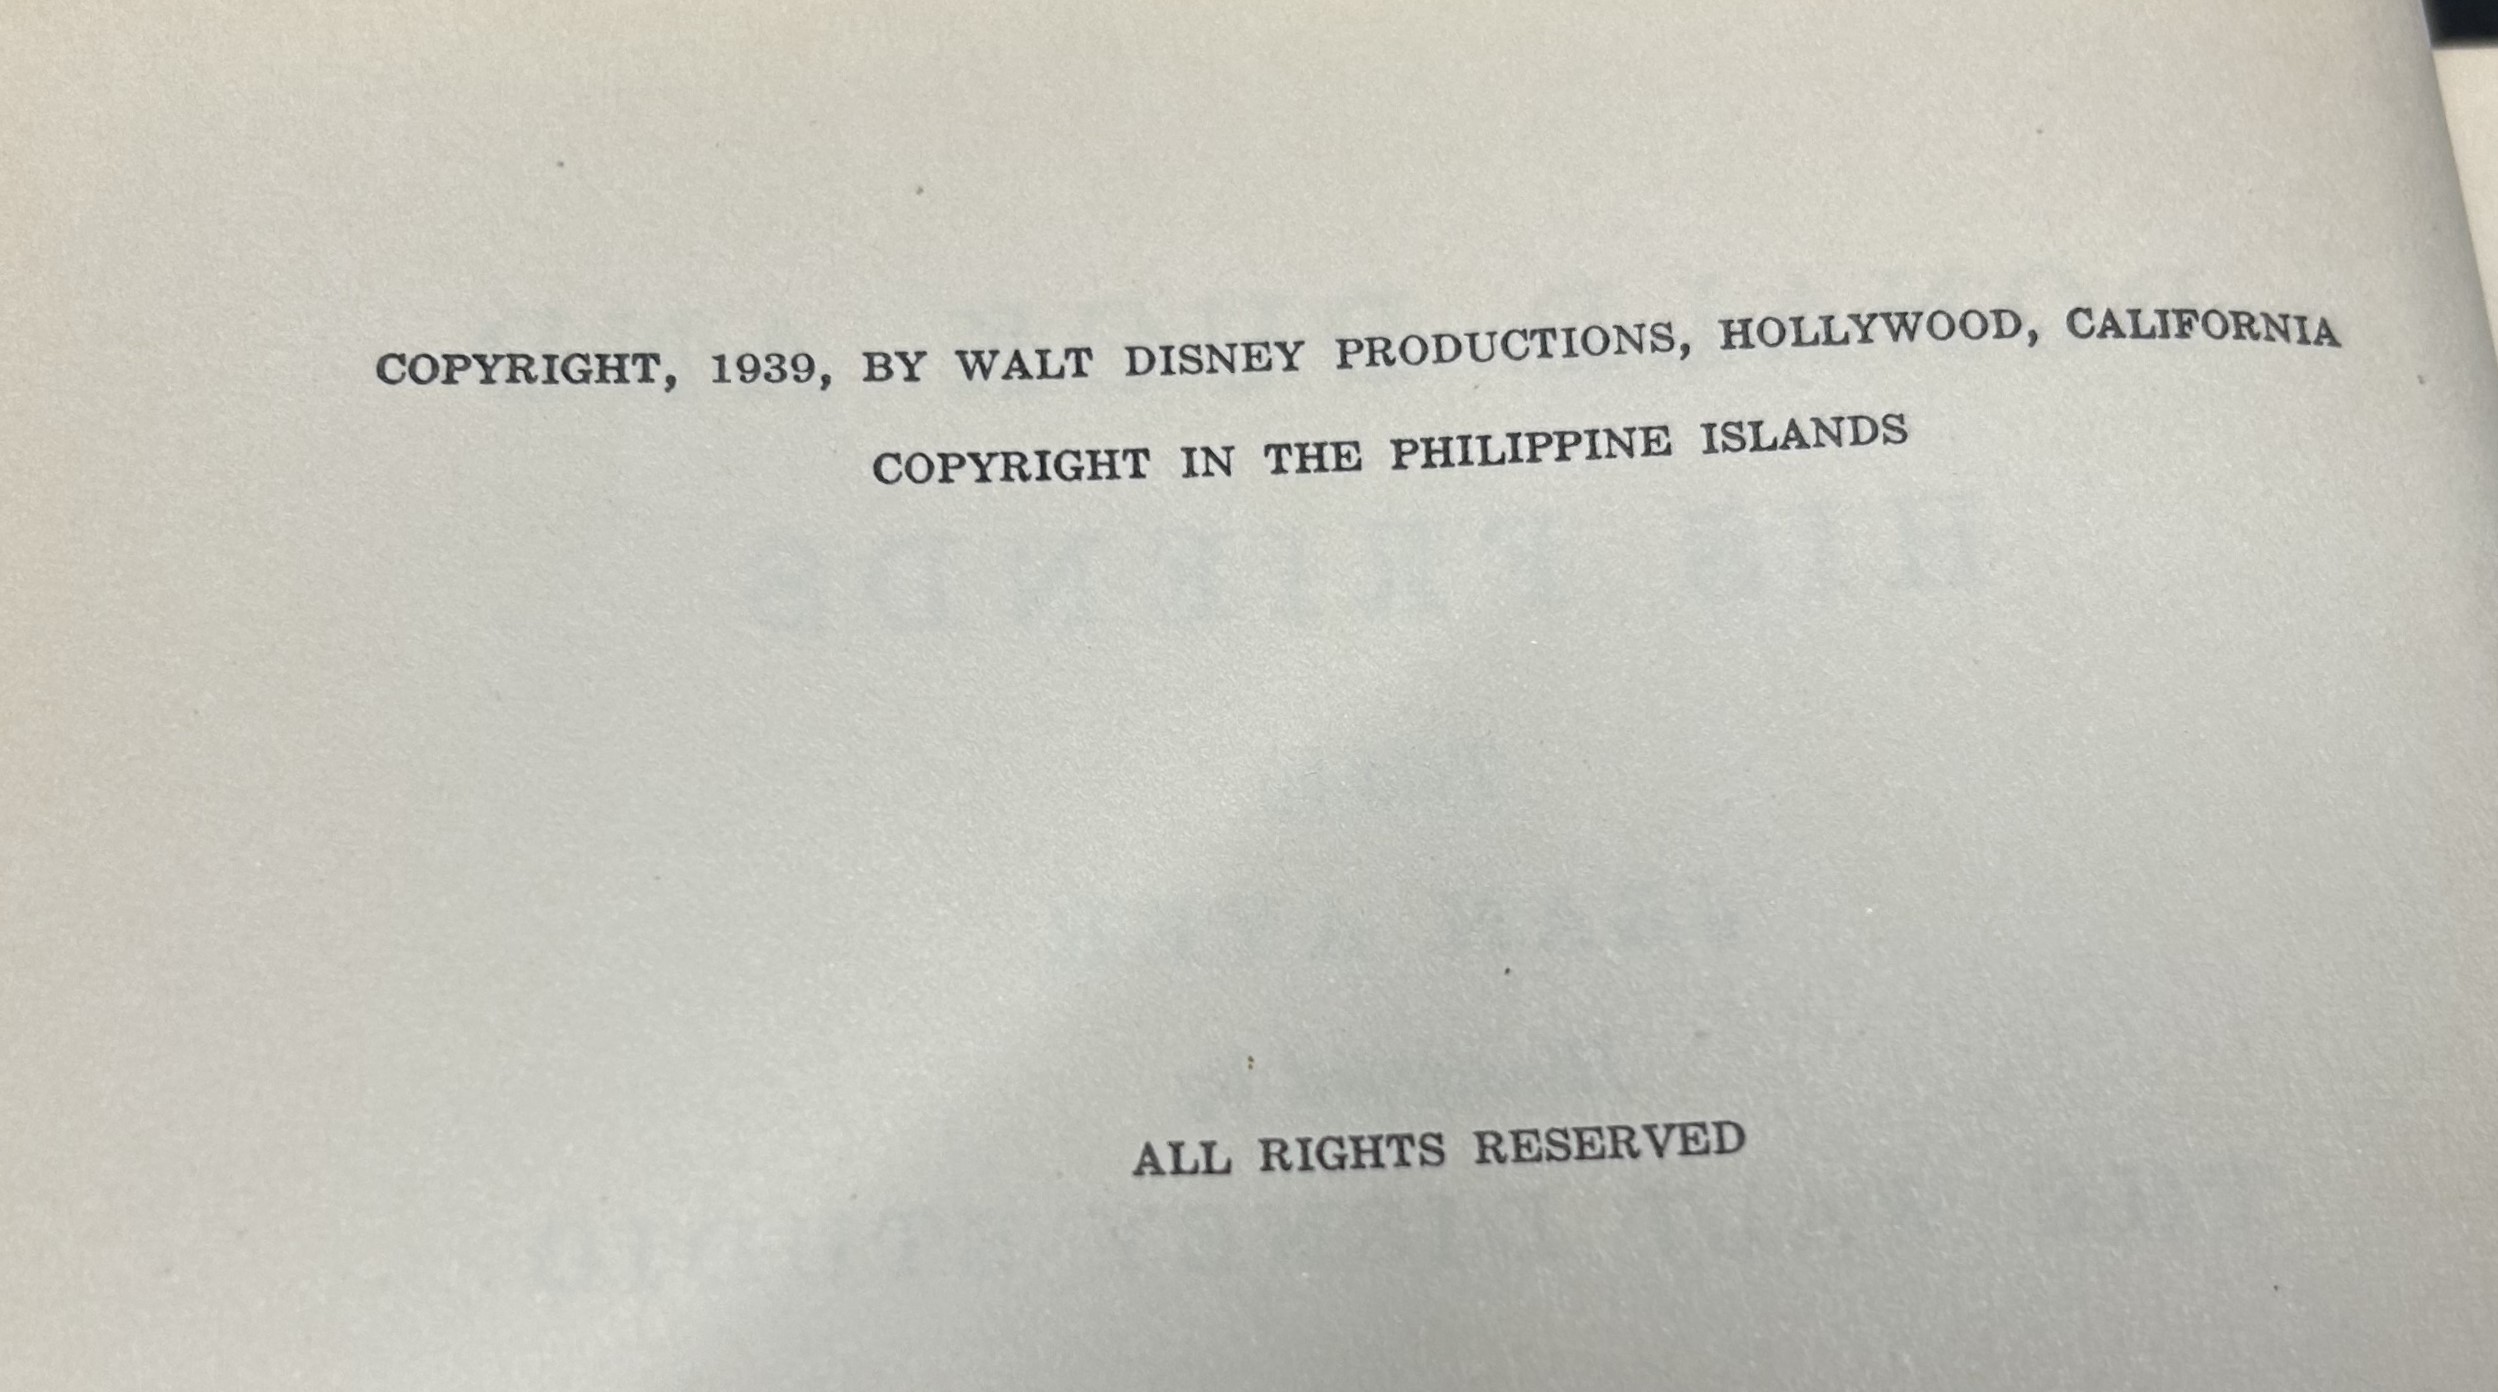 COPYRIGHT, 1939, BY WALT DISNEY PRODUCTIONS, HOLLYWOOD, CALIFORNIA
COPYRIGHT IN THE PHILIPPINE ISLANDS
ALL RIGHTS RESERVED